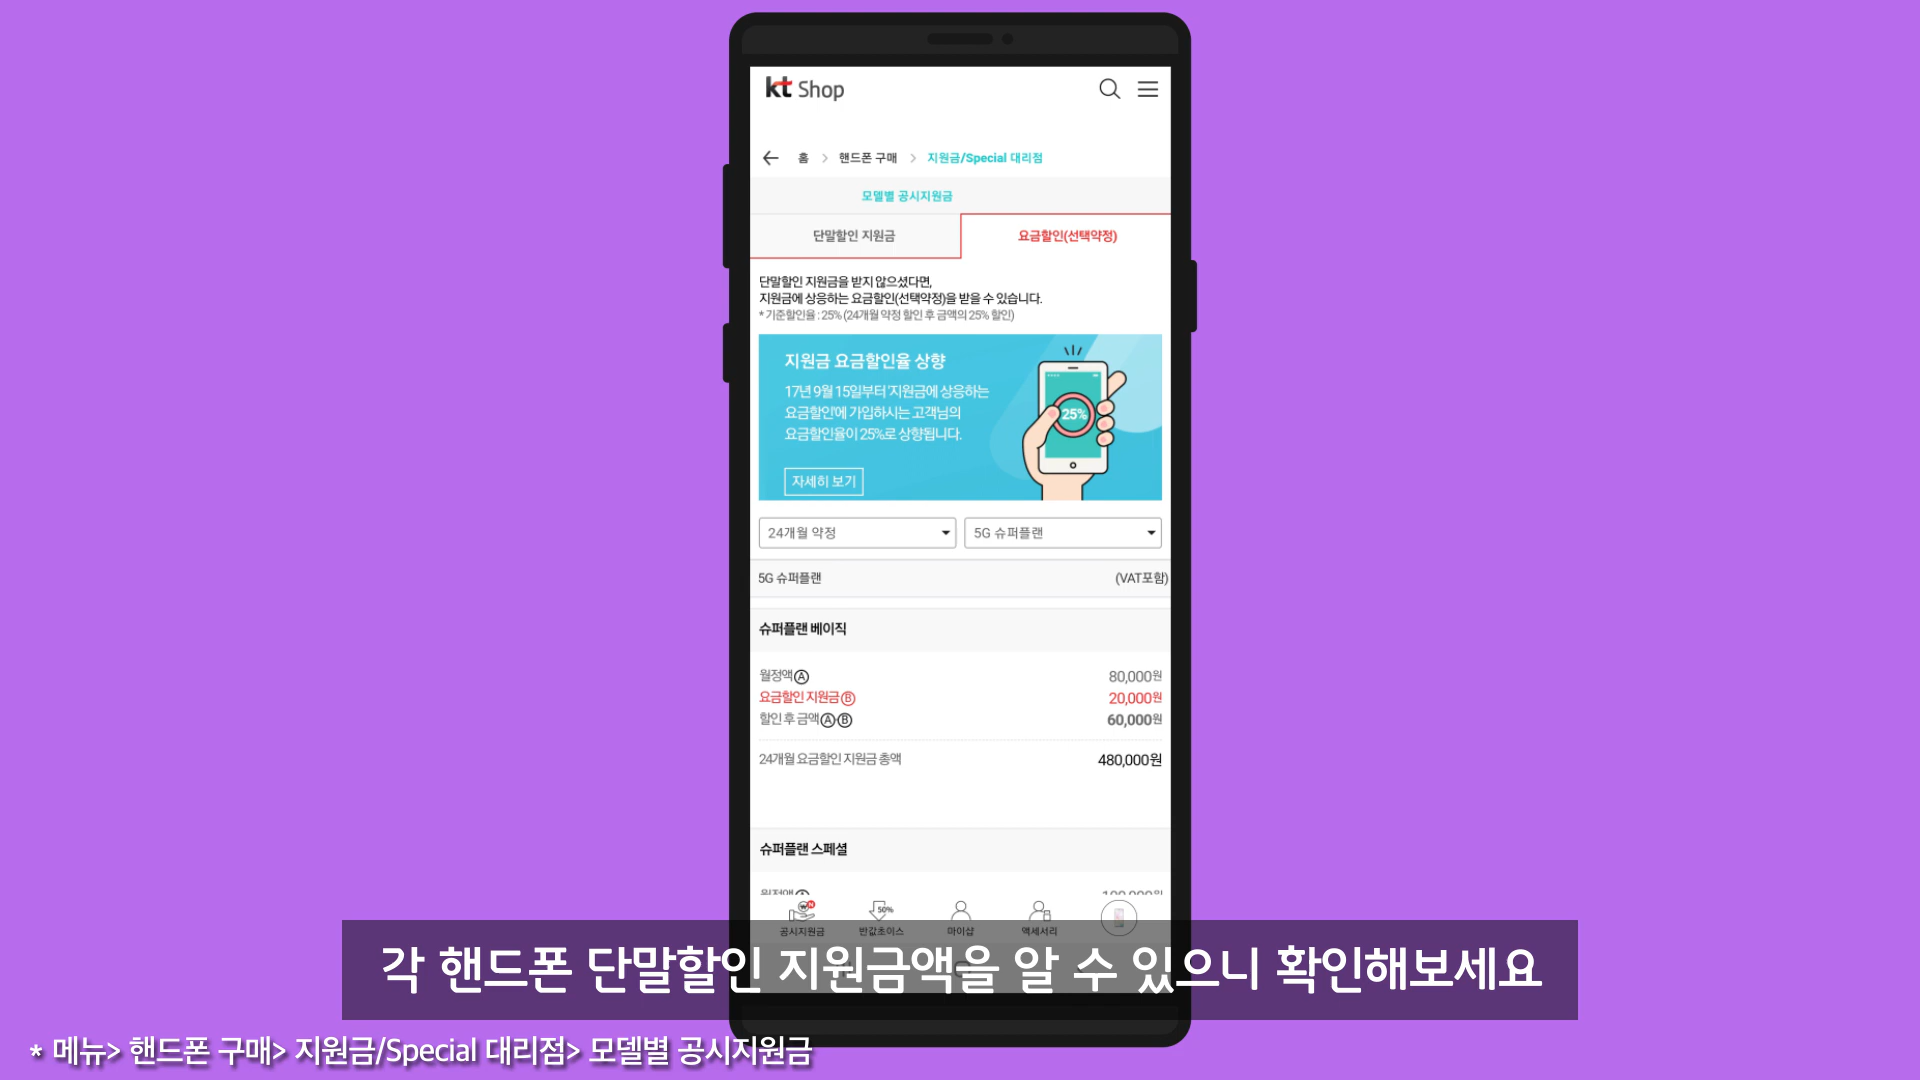 kt Shop
홈 > 핸드폰 구매 > 지원금/Special 대리점
모델별 공시지원금
단말할인 지원금
요금할인(선택약정)
단말할인 지원금을 받지 않으셨다면,
지원금에 상응하는 요금할인(선택약정)을 받을 수 있습니다.
* 기준할인율 : 25% (24개월 약정 할인 후 금액의 25% 할인)
지원금 요금할인율 상향
17년 9월 15일부터 '지원금에 상응하는
요금할인'에 가입하시는 고객님의
요금할인율이 25%로 상향됩니다.
25%
자세히 보기
24개월 약정
5G 슈퍼플랜
5G 슈퍼플랜 (VAT포함)
슈퍼플랜 베이직
월정액Ⓐ 80,000원
요금할인 지원금Ⓑ 20,000원
할인 후 금액Ⓐ-Ⓑ 60,000원
24개월 요금할인 지원금 총액 480,000원
슈퍼플랜 스페셜
월정액Ⓐ 100,000원
50%
공시지원금 반값초이스 마이샵 액세서리
각 핸드폰 단말할인 지원금액을 알 수 있으니 확인해보세요
* 메뉴> 핸드폰 구매> 지원금/Special 대리점> 모델별 공시지원금